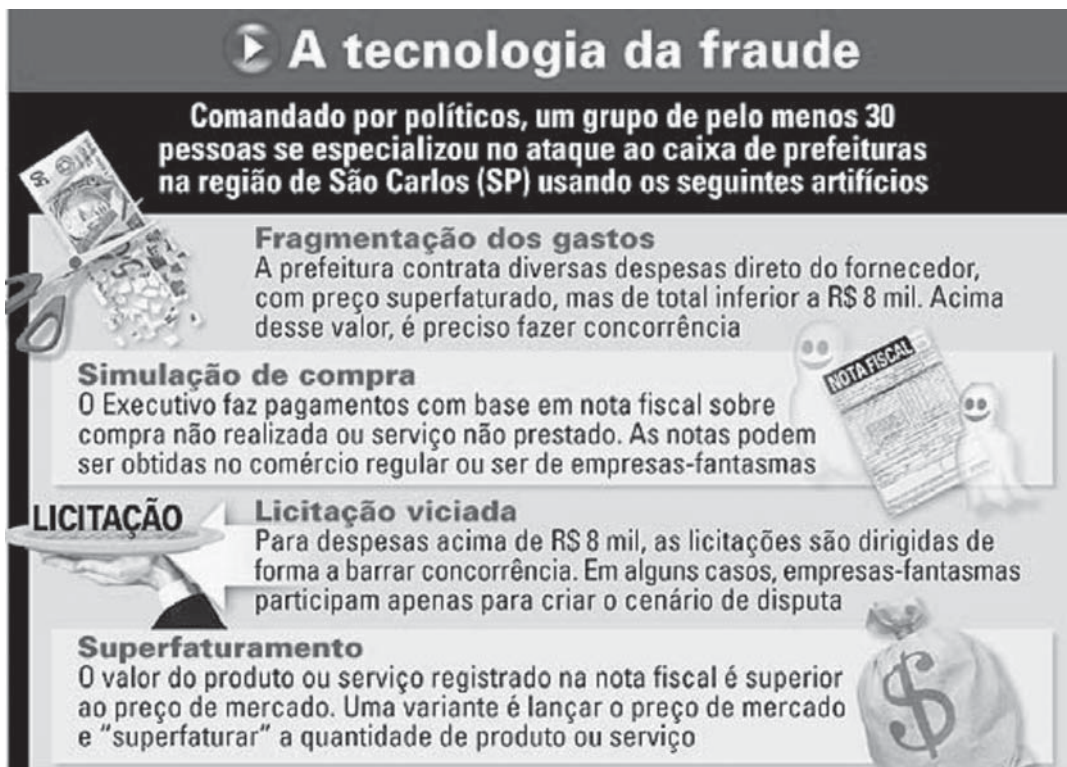 A tecnologia da fraude
Comandado por políticos, um grupo de pelo menos 30
pessoas se especializou no ataque ao caixa de prefeituras
na região de São Carlos (SP) usando os seguintes artifícios
50
Fragmentação dos gastos
A prefeitura contrata diversas despesas direto do fornecedor,
com preço superfaturado, mas de total inferior a R$ 8 mil. Acima
desse valor, é preciso fazer concorrência
Simulação de compra
O Executivo faz pagamentos com base em nota fiscal sobre
compra não realizada ou serviço não prestado. As notas podem
ser obtidas no comércio regular ou ser de empresas-fantasmas
NOTA FISCAL
LICITAÇÃO
Licitação viciada
Para despesas acima de R$ 8 mil, as licitações são dirigidas de
forma a barrar concorrência. Em alguns casos, empresas-fantasmas
participam apenas para criar o cenário de disputa
Superfaturamento
O valor do produto ou serviço registrado na nota fiscal é superior
ao preço de mercado. Uma variante é lançar o preço de mercado
e "superfaturar" a quantidade de produto ou serviço
$